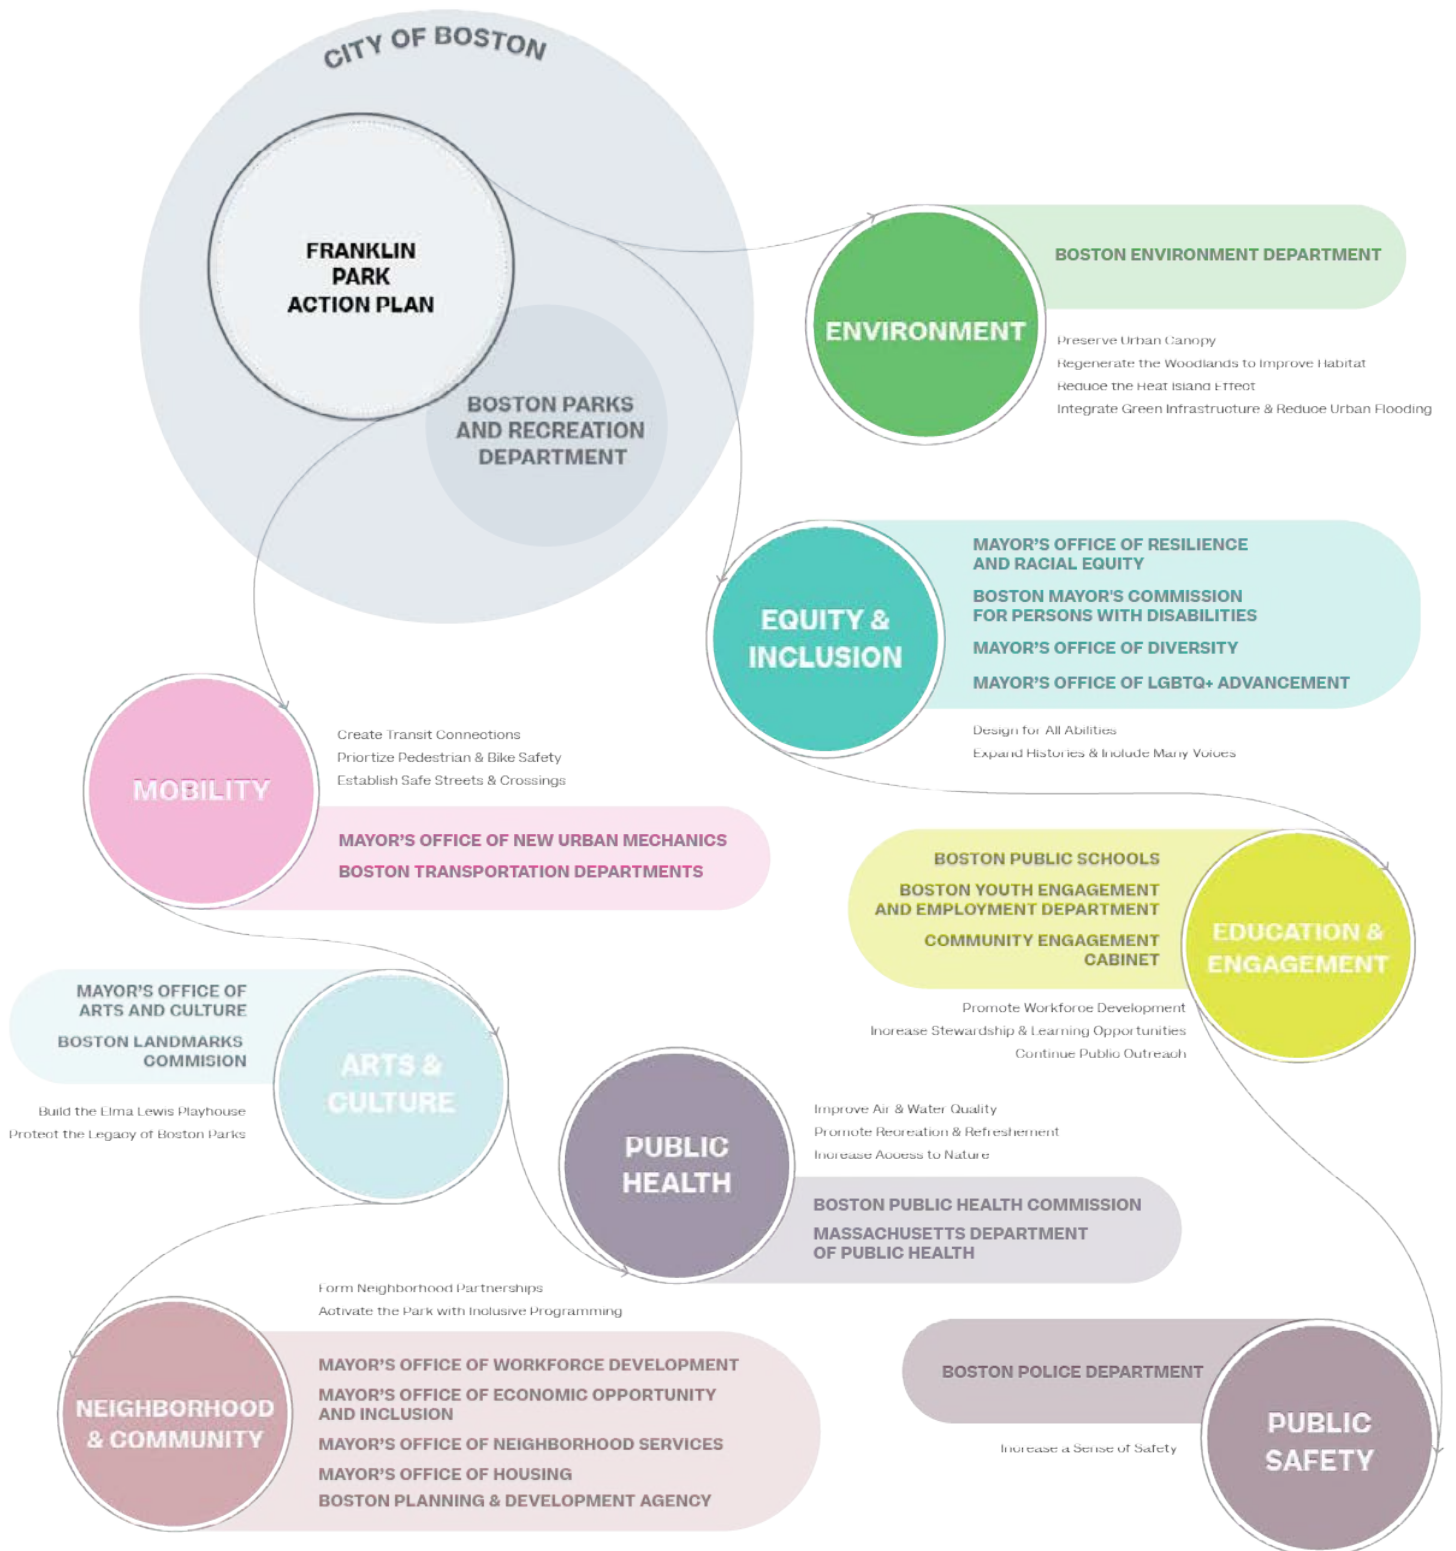 CITY OF BOSTON
FRANKLIN
PARK
ACTION PLAN
BOSTON PARKS
AND RECREATION
DEPARTMENT
ENVIRONMENT
BOSTON ENVIRONMENT DEPARTMENT
Preserve Urban Canopy
Regenerate the Woodlands to Improve Habitat
Reduce the Heat Island Effect
Integrate Green Infrastructure & Reduce Urban Flooding
EQUITY &
INCLUSION
MAYOR'S OFFICE OF RESILIENCE
AND RACIAL EQUITY
BOSTON MAYOR'S COMMISSION
FOR PERSONS WITH DISABILITIES
MAYOR'S OFFICE OF DIVERSITY
MAYOR'S OFFICE OF LGBTQ+ ADVANCEMENT
Design for All Abilities
Expand Histories & Include Many Voices
MOBILITY
Create Transit Connections
Priortize Pedestrian & Bike Safety
Establish Safe Streets & Crossings
MAYOR'S OFFICE OF NEW URBAN MECHANICS
BOSTON TRANSPORTATION DEPARTMENTS
BOSTON PUBLIC SCHOOLS
BOSTON YOUTH ENGAGEMENT
AND EMPLOYMENT DEPARTMENT
COMMUNITY ENGAGEMENT
CABINET
EDUCATION &
ENGAGEMENT
Promote Workforce Development
Increase Stewardship & Learning Opportunities
Continue Public Outreach
MAYOR'S OFFICE OF
ARTS AND CULTURE
BOSTON LANDMARKS
COMMISION
ARTS &
CULTURE
Build the Elma Lewis Playhouse
Protect the Legacy of Boston Parks
PUBLIC
HEALTH
Improve Air & Water Quality
Promote Recreation & Refreshement
Increase Access to Nature
BOSTON PUBLIC HEALTH COMMISSION
MASSACHUSETTS DEPARTMENT
OF PUBLIC HEALTH
Form Neighborhood Partnerships
Activate the Park with Inclusive Programming
NEIGHBORHOOD
& COMMUNITY
MAYOR'S OFFICE OF WORKFORCE DEVELOPMENT
MAYOR'S OFFICE OF ECONOMIC OPPORTUNITY
AND INCLUSION
MAYOR'S OFFICE OF NEIGHBORHOOD SERVICES
MAYOR'S OFFICE OF HOUSING
BOSTON PLANNING & DEVELOPMENT AGENCY
BOSTON POLICE DEPARTMENT
Increase a Sense of Safety
PUBLIC
SAFETY